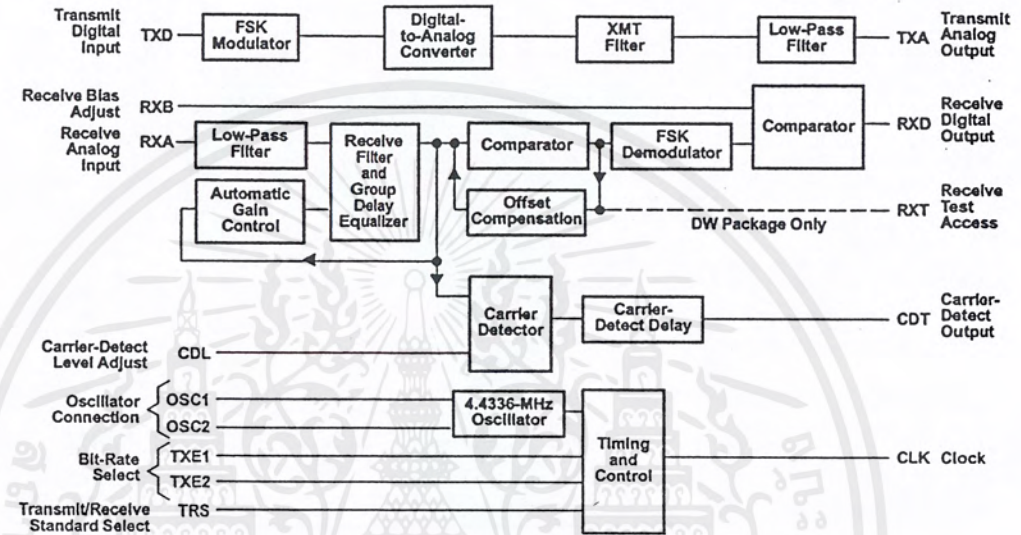 Transmit
Digital
Input
TXD
FSK
Modulator
Digital-
to-Analog
Converter
XMT
Filter
Low-Pass
Filter
TXA
Transmit
Analog
Output
Receive Bias
Adjust
RXB
Comparator
RXD
Receive
Digital
Output
Receive
Analog
Input
RXA
Low-Pass
Filter
Receive
Filter
and
Group
Delay
Equalizer
Comparator
FSK
Demodulator
Automatic
Gain
Control
Offset
Compensation
DW Package Only
RXT
Receive
Test
Access
Carrier
Detector
Carrier-
Detect Delay
CDT
Carrier-
Detect
Output
Carrier-Detect
Level Adjust
CDL
Oscillator
Connection
OSC1
OSC2
4.4336-MHz
Oscillator
Bit-Rate
Select
TXE1
TXE2
Timing
and
Control
CLK Clock
Transmit/Receive
Standard Select
TRS